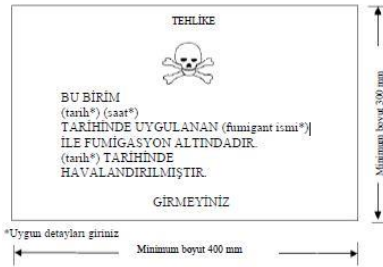 TEHLİKE
BU BİRİM
(tarih*) (saat*)
TARİHİNDE UYGULANAN (fumigant ismi*)
İLE FUMİGASYON ALTINDADIR.
(tarih*) TARİHİNDE
HAVALANDIRILMIŞTIR.
GİRMEYİNİZ
Minimum boyut 300 mm
*Uygun detayları giriniz
Minimum boyut 400 mm